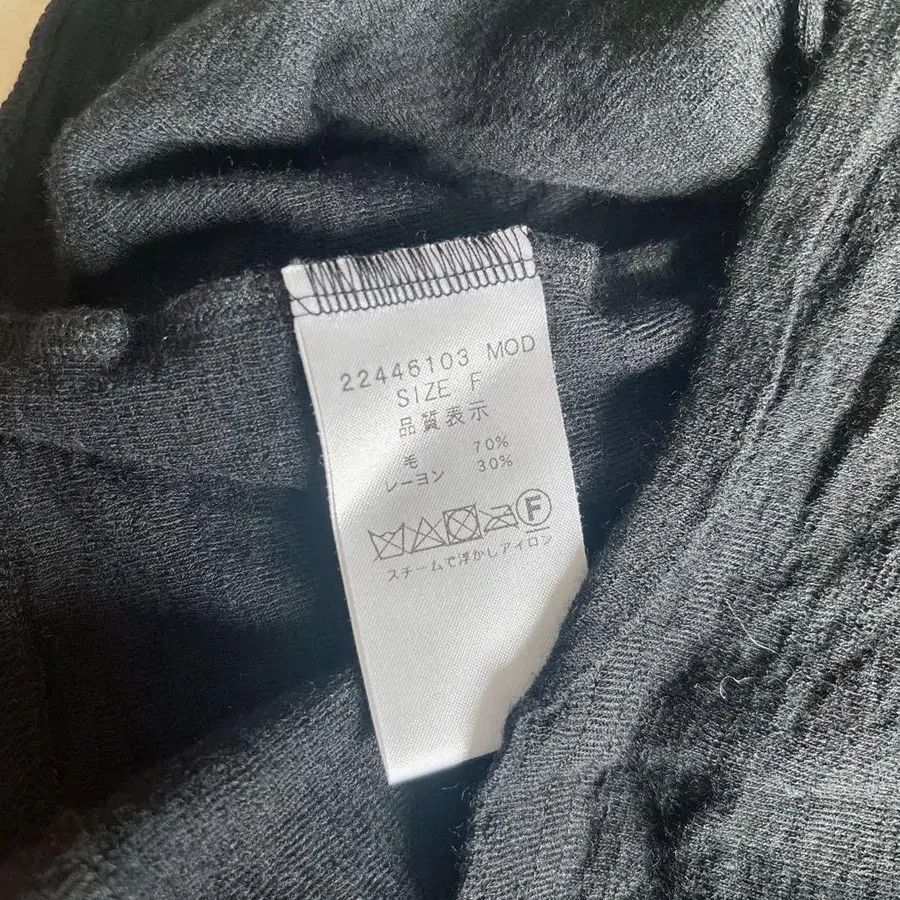 22446103 MOD
SIZE F
品質表示
毛 70%
レーヨン 30%
F
スチームで浮かしアイロン